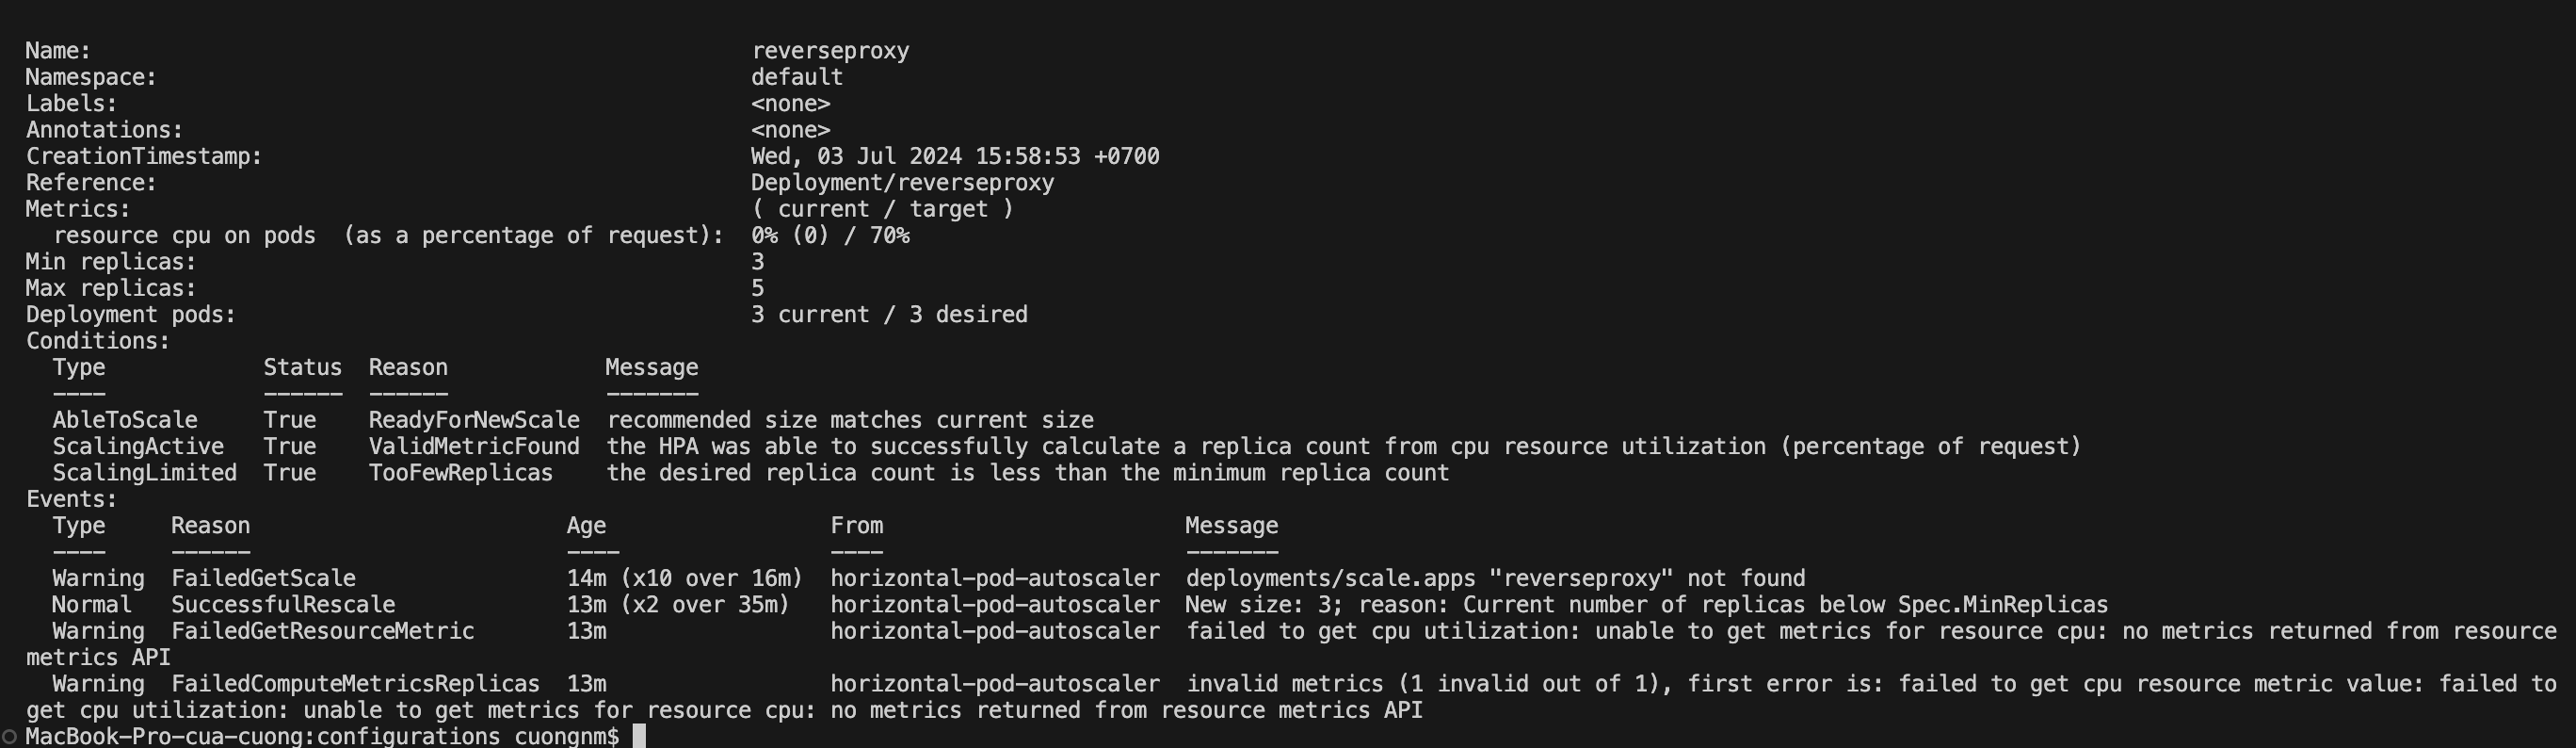 Name: reverseproxy
Namespace: default
Labels: <none>
Annotations: <none>
CreationTimestamp: Wed, 03 Jul 2024 15:58:53 +0700
Reference: Deployment/reverseproxy
Metrics: ( current / target )
resource cpu on pods (as a percentage of request): 0% (0) / 70%
Min replicas: 3
Max replicas: 5
Deployment pods: 3 current / 3 desired
Conditions:
Type Status Reason Message
---- ------ ------ -------
AbleToScale True ReadyForNewScale recommended size matches current size
ScalingActive True ValidMetricFound the HPA was able to successfully calculate a replica count from cpu resource utilization (percentage of request)
ScalingLimited True TooFewReplicas the desired replica count is less than the minimum replica count
Events:
Type Reason Age From Message
---- ------ ---- ---- -------
Warning FailedGetScale 14m (x10 over 16m) horizontal-pod-autoscaler deployments/scale.apps "reverseproxy" not found
Normal SuccessfulRescale 13m (x2 over 35m) horizontal-pod-autoscaler New size: 3; reason: Current number of replicas below Spec.MinReplicas
Warning FailedGetResourceMetric 13m horizontal-pod-autoscaler failed to get cpu utilization: unable to get metrics for resource cpu: no metrics returned from resource
metrics API
Warning FailedComputeMetricsReplicas 13m horizontal-pod-autoscaler invalid metrics (1 invalid out of 1), first error is: failed to get cpu resource metric value: failed to
get cpu utilization: unable to get metrics for resource cpu: no metrics returned from resource metrics API
MacBook-Pro-cua-cuong:configurations cuongnm$